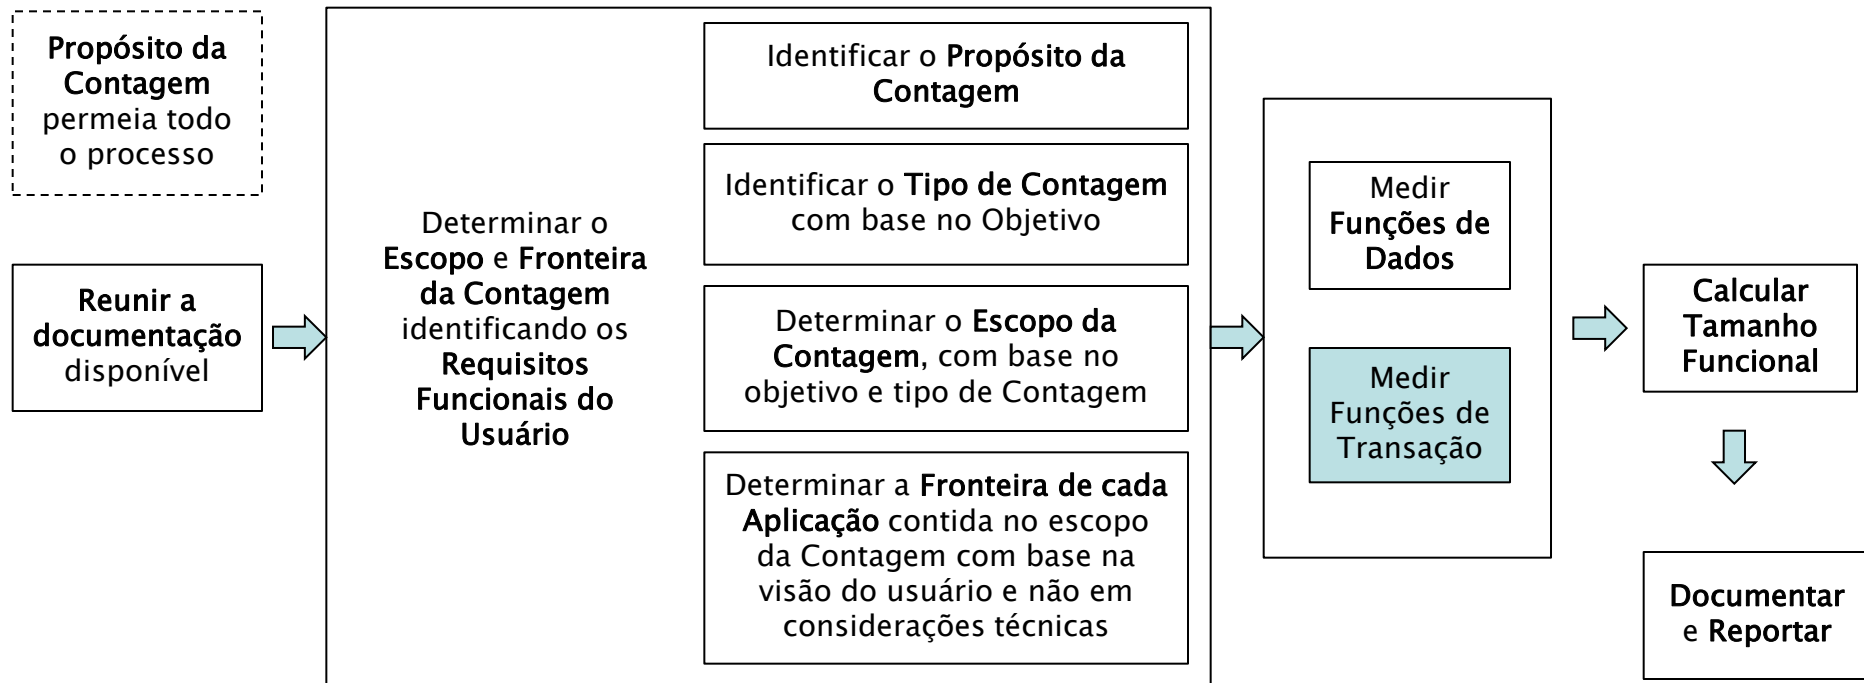 Propósito da
Contagem
permeia todo
o processo
Reunir a
documentação
disponível
Determinar o
Escopo e Fronteira
da Contagem
identificando os
Requisitos
Funcionais do
Usuário
Identificar o Propósito da
Contagem
Identificar o Tipo de Contagem
com base no Objetivo
Determinar o Escopo da
Contagem, com base no
objetivo e tipo de Contagem
Determinar a Fronteira de cada
Aplicação contida no escopo
da Contagem com base na
visão do usuário e não em
considerações técnicas
Medir
Funções de
Dados
Medir
Funções de
Transação
Calcular
Tamanho
Funcional
Documentar
e Reportar